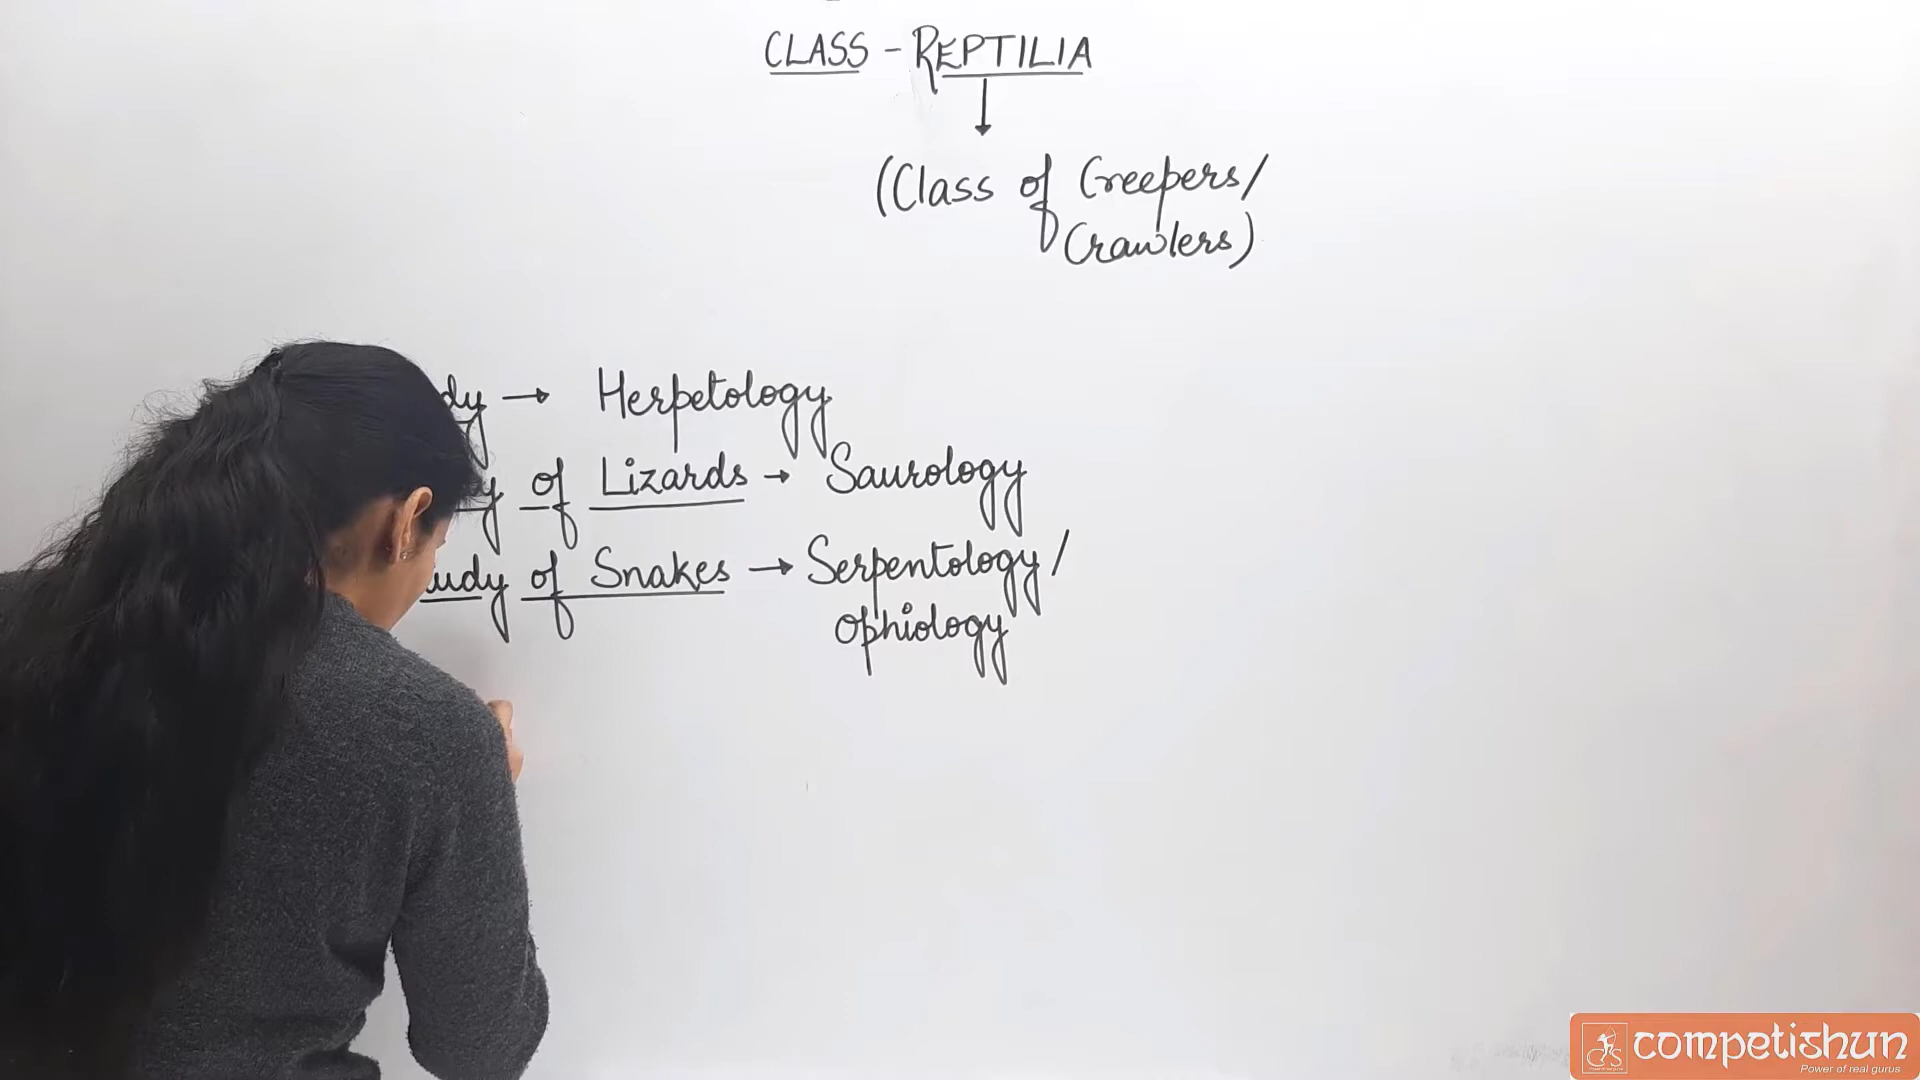 CLASS - REPTILIA
(Class of Creepers/
Crawlers)
→ Herpetology
of Lizards → Saurology
of Snakes → Serpentology/
Ophiology
competishun
Power of real gurus